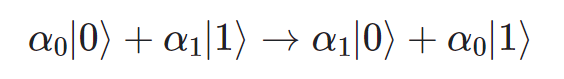 α₀|0⟩ + α₁|1⟩ → α₁|0⟩ + α₀|1⟩